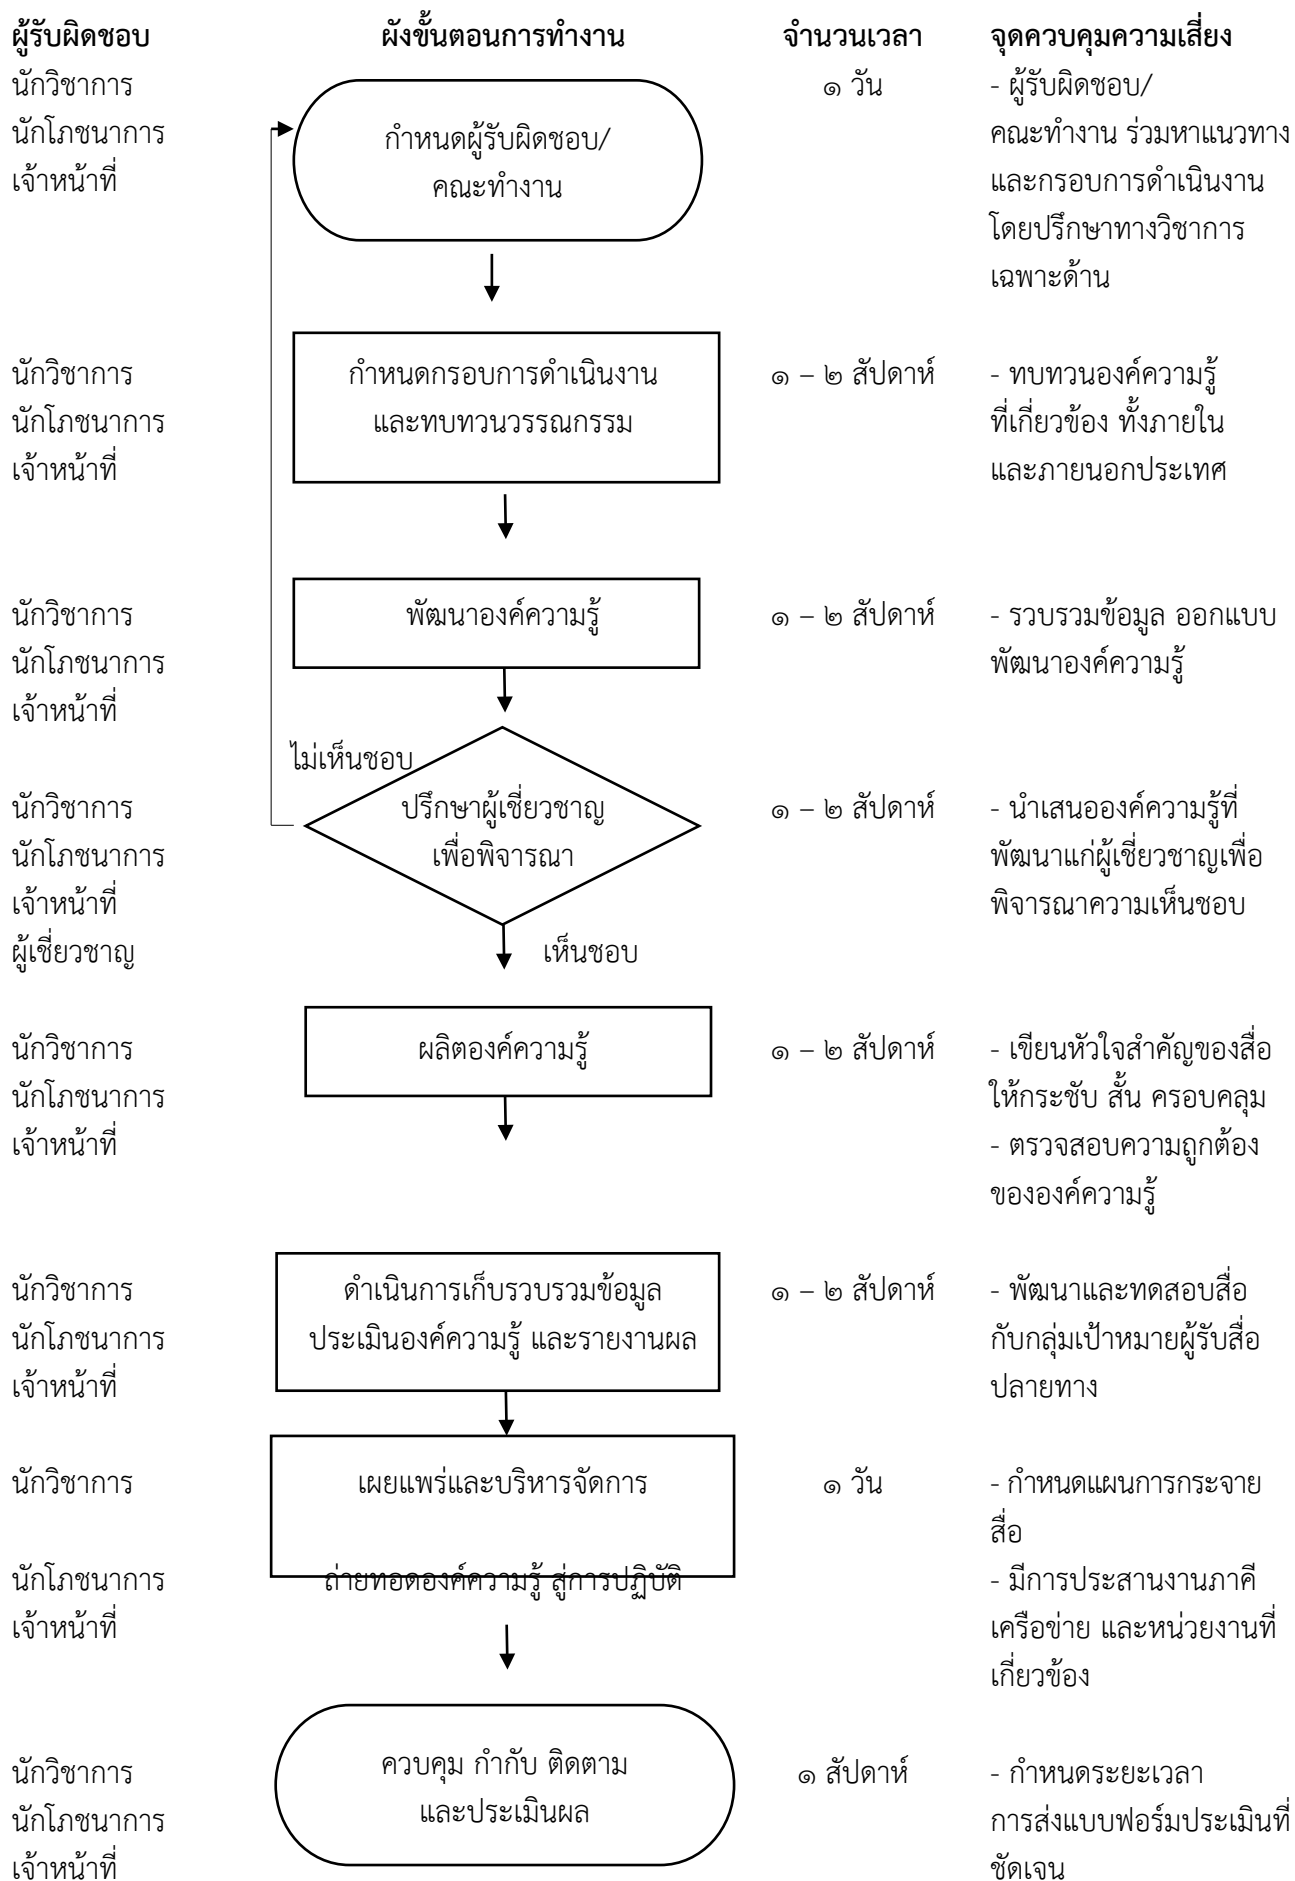 ผู้รับผิดชอบ ผังขั้นตอนการทำงาน จำนวนเวลา จุดควบคุมความเสี่ยง
นักวิชาการ ๑ วัน - ผู้รับผิดชอบ/
นักโภชนาการ กำหนดผู้รับผิดชอบ/ คณะทำงาน ร่วมหาแนวทาง
เจ้าหน้าที่ คณะทำงาน และกรอบการดำเนินงาน
โดยปรึกษาทางวิชาการ
เฉพาะด้าน
นักวิชาการ กำหนดกรอบการดำเนินงาน ๑ – ๒ สัปดาห์ - ทบทวนองค์ความรู้
นักโภชนาการ และทบทวนวรรณกรรม ที่เกี่ยวข้อง ทั้งภายใน
เจ้าหน้าที่ และภายนอกประเทศ
นักวิชาการ พัฒนาองค์ความรู้ ๑ – ๒ สัปดาห์ - รวบรวมข้อมูล ออกแบบ
นักโภชนาการ พัฒนาองค์ความรู้
เจ้าหน้าที่
ไม่เห็นชอบ
นักวิชาการ ปรึกษาผู้เชี่ยวชาญ ๑ – ๒ สัปดาห์ - นำเสนอองค์ความรู้ที่
นักโภชนาการ เพื่อพิจารณา พัฒนาแก่ผู้เชี่ยวชาญเพื่อ
เจ้าหน้าที่ พิจารณาความเห็นชอบ
ผู้เชี่ยวชาญ เห็นชอบ
นักวิชาการ ผลิตองค์ความรู้ ๑ – ๒ สัปดาห์ - เขียนหัวใจสำคัญของสื่อ
นักโภชนาการ ให้กระชับ สั้น ครอบคลุม
เจ้าหน้าที่ - ตรวจสอบความถูกต้อง
ขององค์ความรู้
นักวิชาการ ดำเนินการเก็บรวบรวมข้อมูล ๑ – ๒ สัปดาห์ - พัฒนาและทดสอบสื่อ
นักโภชนาการ ประเมินองค์ความรู้ และรายงานผล กับกลุ่มเป้าหมายผู้รับสื่อ
เจ้าหน้าที่ ปลายทาง
นักวิชาการ เผยแพร่และบริหารจัดการ ๑ วัน - กำหนดแผนการกระจาย
สื่อ
นักโภชนาการ ถ่ายทอดองค์ความรู้ สู่การปฏิบัติ - มีการประสานงานภาคี
เจ้าหน้าที่ เครือข่าย และหน่วยงานที่
เกี่ยวข้อง
นักวิชาการ ควบคุม กำกับ ติดตาม ๑ สัปดาห์ - กำหนดระยะเวลา
นักโภชนาการ และประเมินผล การส่งแบบฟอร์มประเมินที่
เจ้าหน้าที่ ชัดเจน